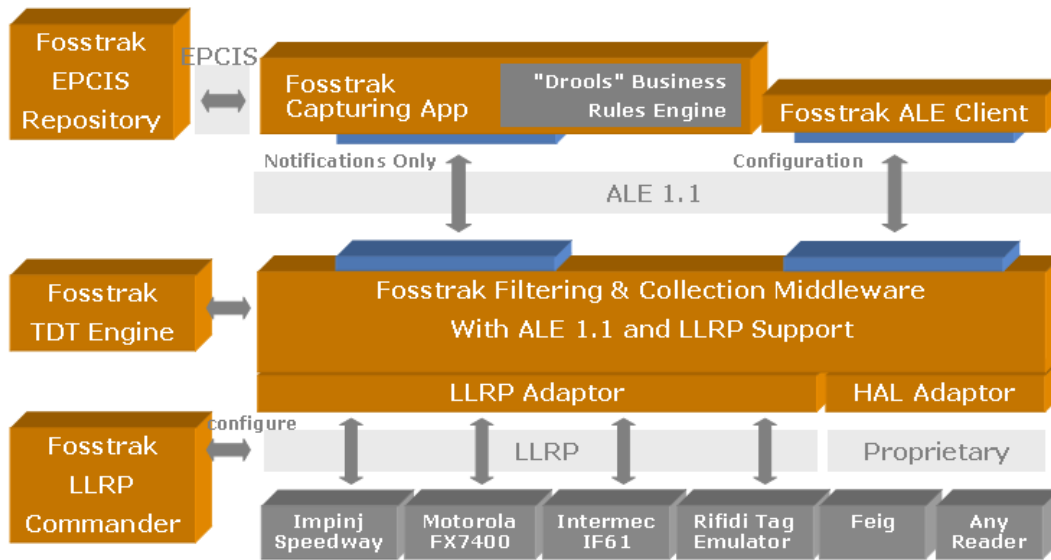 Fosstrak
EPCIS
Repository
EPCIS
Fosstrak
Capturing App
"Drools" Business
Rules Engine
Fosstrak ALE Client
Notifications Only
Configuration
ALE 1.1
Fosstrak
TDT Engine
Fosstrak Filtering & Collection Middleware
With ALE 1.1 and LLRP Support
LLRP Adaptor
HAL Adaptor
Fosstrak
LLRP
Commander
configure
LLRP
Proprietary
Impinj
Speedway
Motorola
FX7400
Intermec
IF61
Rifidi Tag
Emulator
Feig
Any
Reader